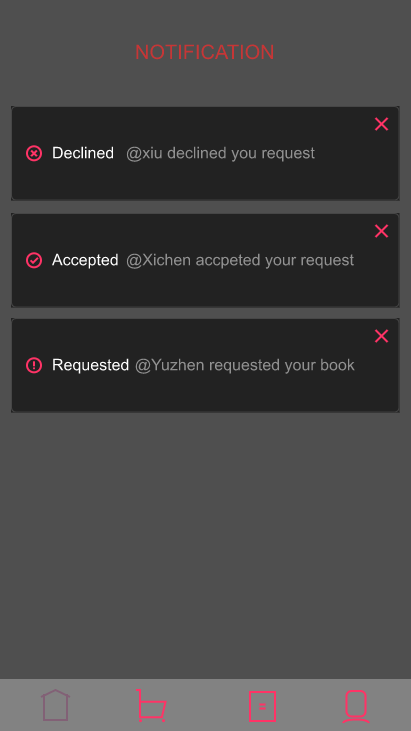 NOTIFICATION
Declined @xiu declined you request
Accepted @Xichen accpeted your request
Requested @Yuzhen requested your book